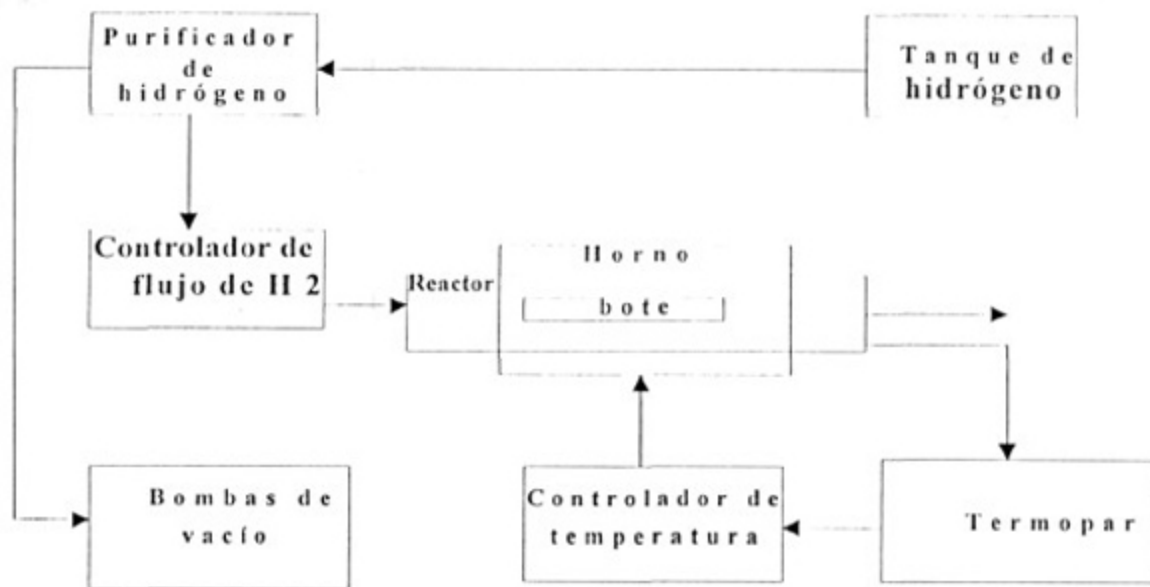 Purificador
de
hidrógeno
Tanque de
hidrógeno
Controlador de
flujo de H 2
Reactor
Horno
bote
Bombas de
vacío
Controlador de
temperatura
Termopar